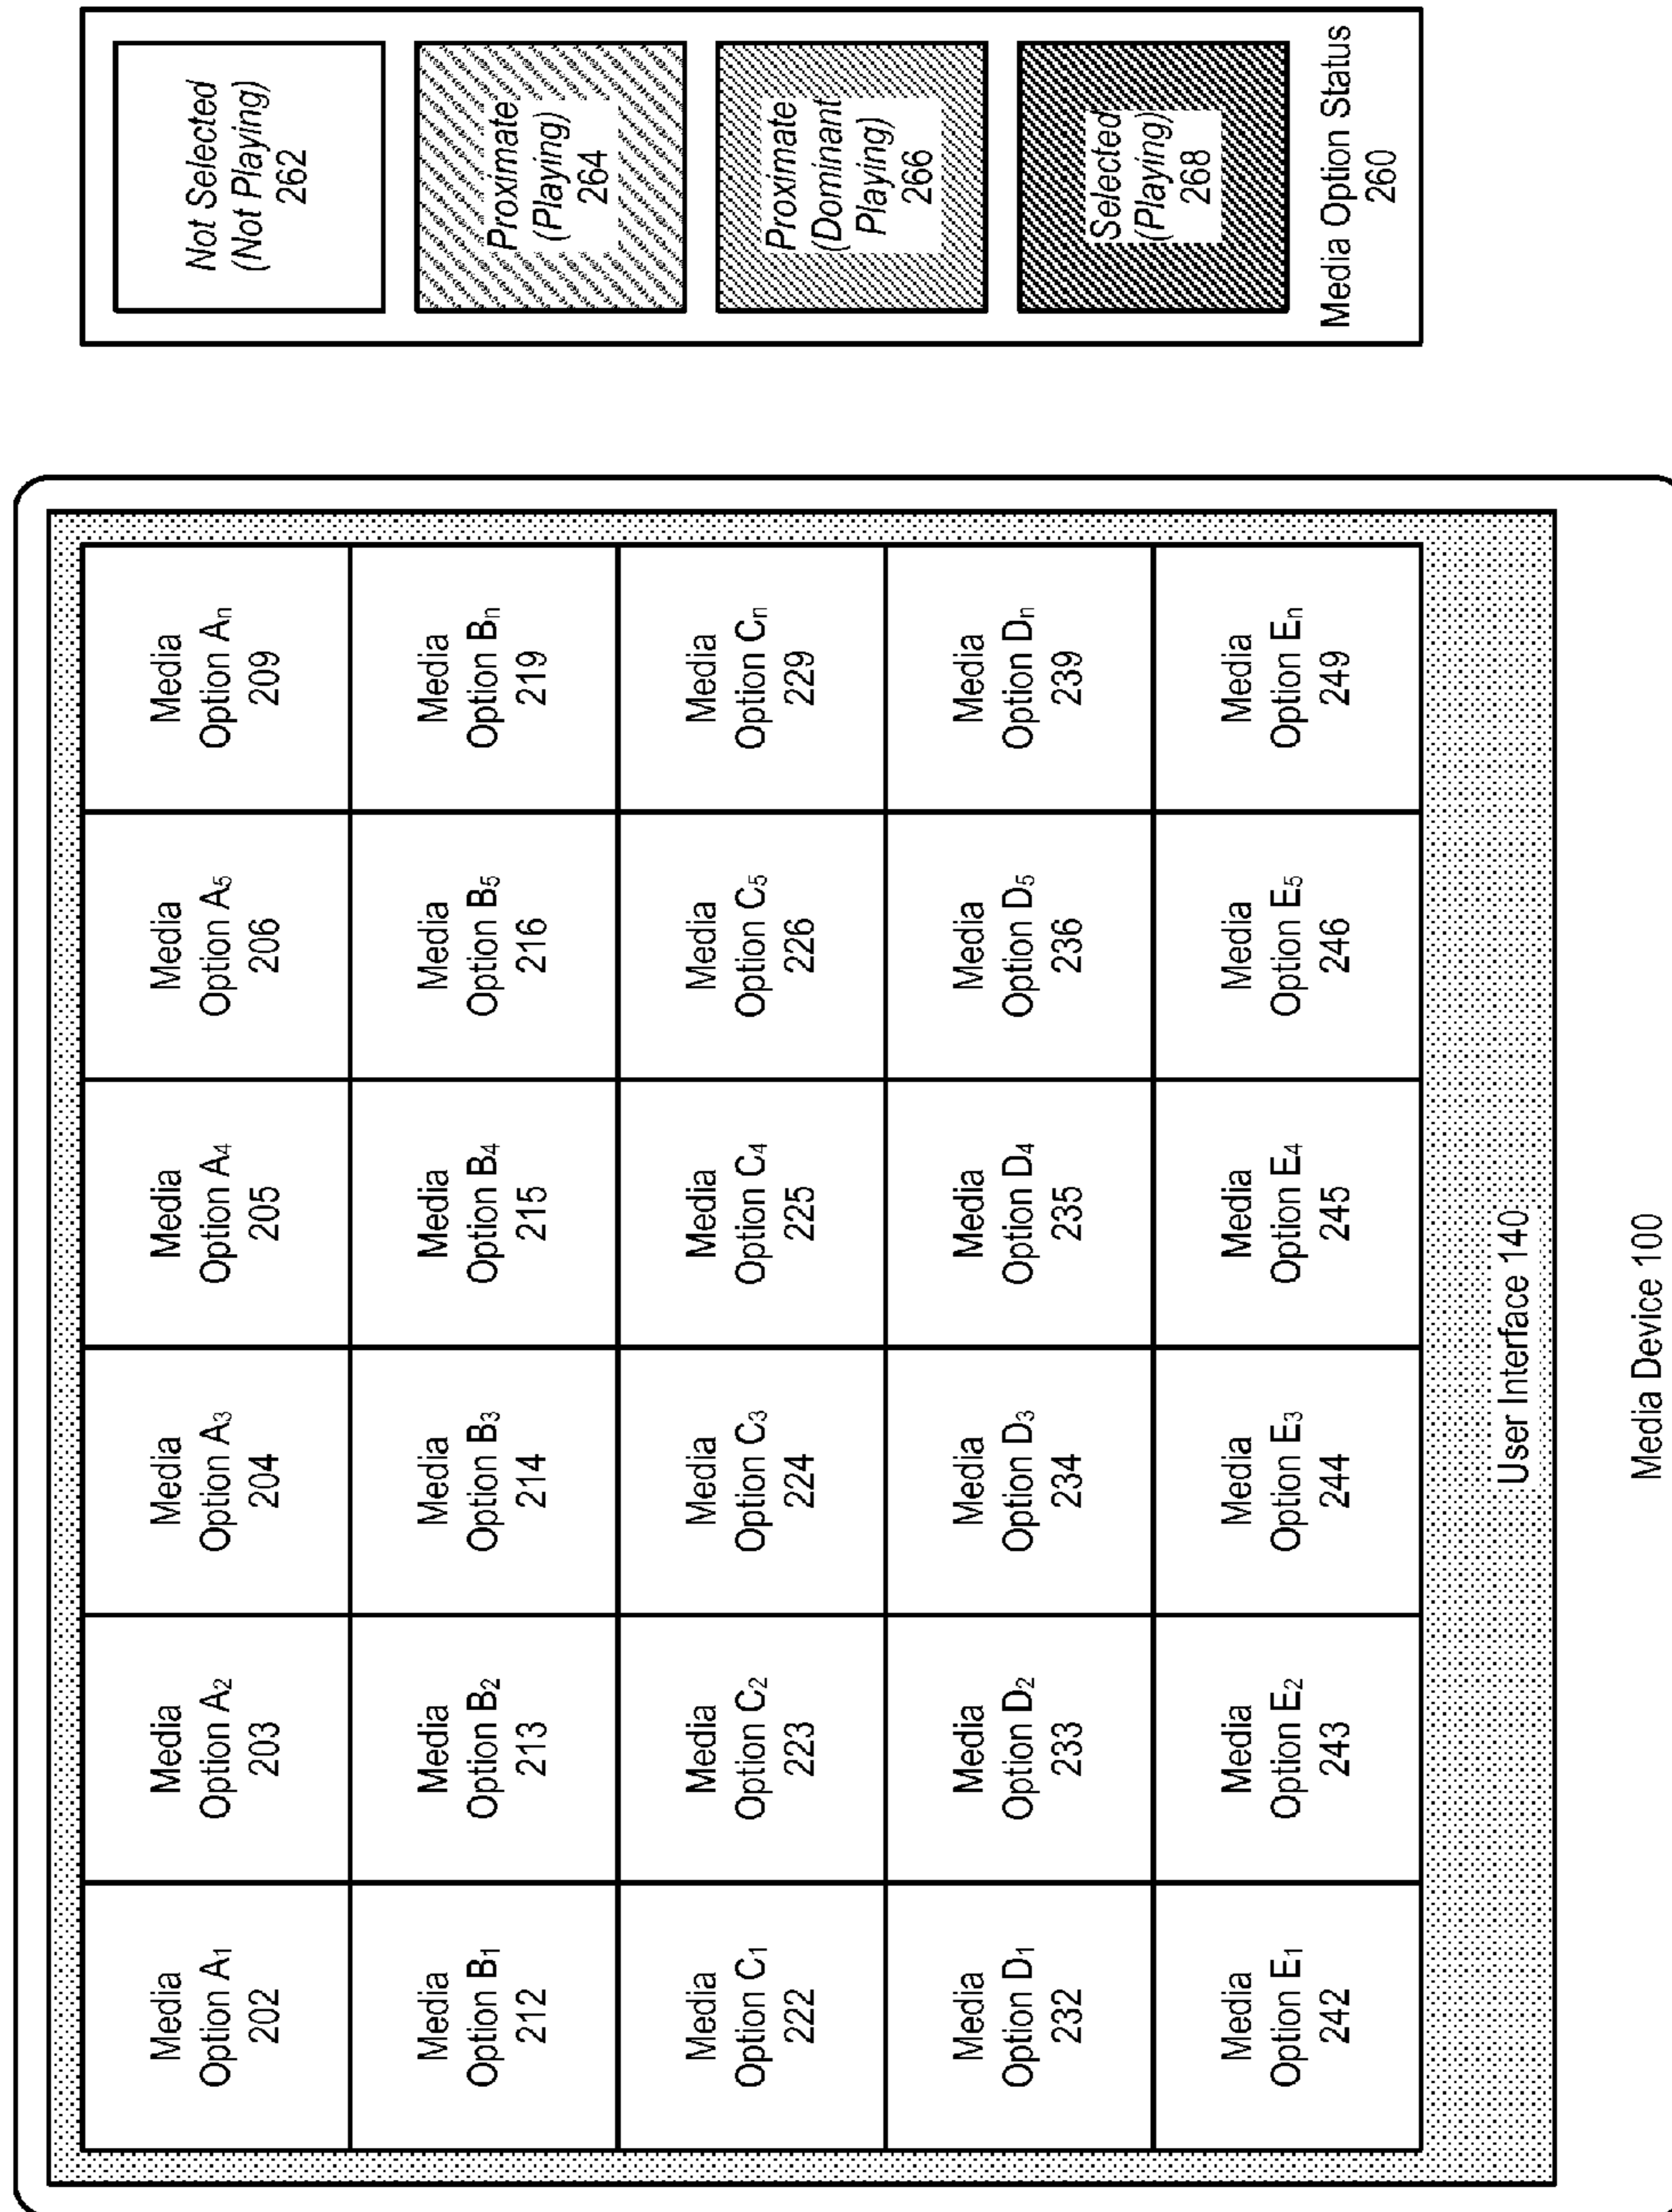 Media
Option A₁
202
Media
Option A₂
203
Media
Option A₃
204
Media
Option A₄
205
Media
Option A₅
206
Media
Option Aₙ
209
Media
Option B₁
212
Media
Option B₂
213
Media
Option B₃
214
Media
Option B₄
215
Media
Option B₅
216
Media
Option Bₙ
219
Media
Option C₁
222
Media
Option C₂
223
Media
Option C₃
224
Media
Option C₄
225
Media
Option C₅
226
Media
Option Cₙ
229
Media
Option D₁
232
Media
Option D₂
233
Media
Option D₃
234
Media
Option D₄
235
Media
Option D₅
236
Media
Option Dₙ
239
Media
Option E₁
242
Media
Option E₂
243
Media
Option E₃
244
Media
Option E₄
245
Media
Option E₅
246
Media
Option Eₙ
249
User Interface 140
Media Device 100
Not Selected
(Not Playing)
262
Proximate
(Playing)
264
Proximate
(Dominant
Playing)
266
Selected
(Playing)
268
Media Option Status
260